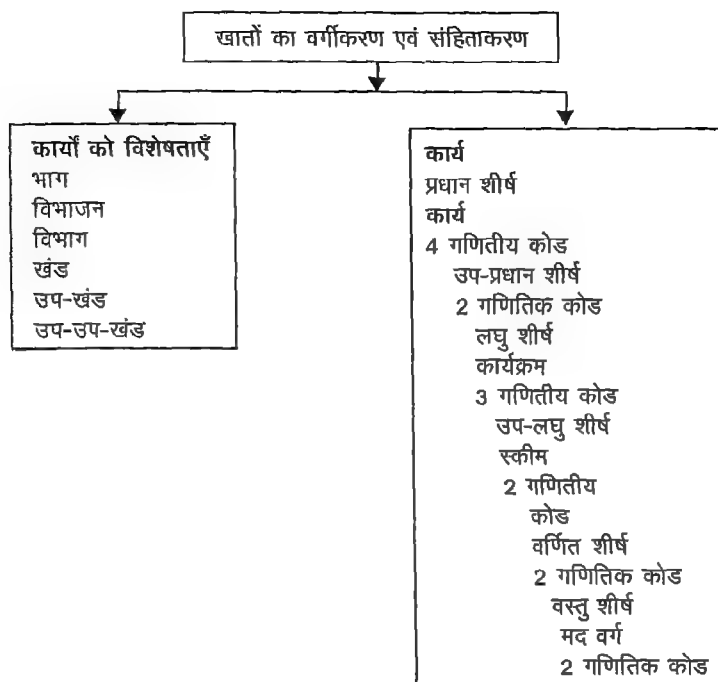 खातों का वर्गीकरण एवं संहिताकरण
कार्यों को विशेषताएँ
भाग
विभाजन
विभाग
खंड
उप-खंड
उप-उप-खंड
कार्य
प्रधान शीर्ष
कार्य
4 गणितीय कोड
उप-प्रधान शीर्ष
2 गणितिक कोड
लघु शीर्ष
कार्यक्रम
3 गणितीय कोड
उप-लघु शीर्ष
स्कीम
2 गणितीय
कोड
वर्णित शीर्ष
2 गणितिक कोड
वस्तु शीर्ष
मद वर्ग
2 गणितिक कोड